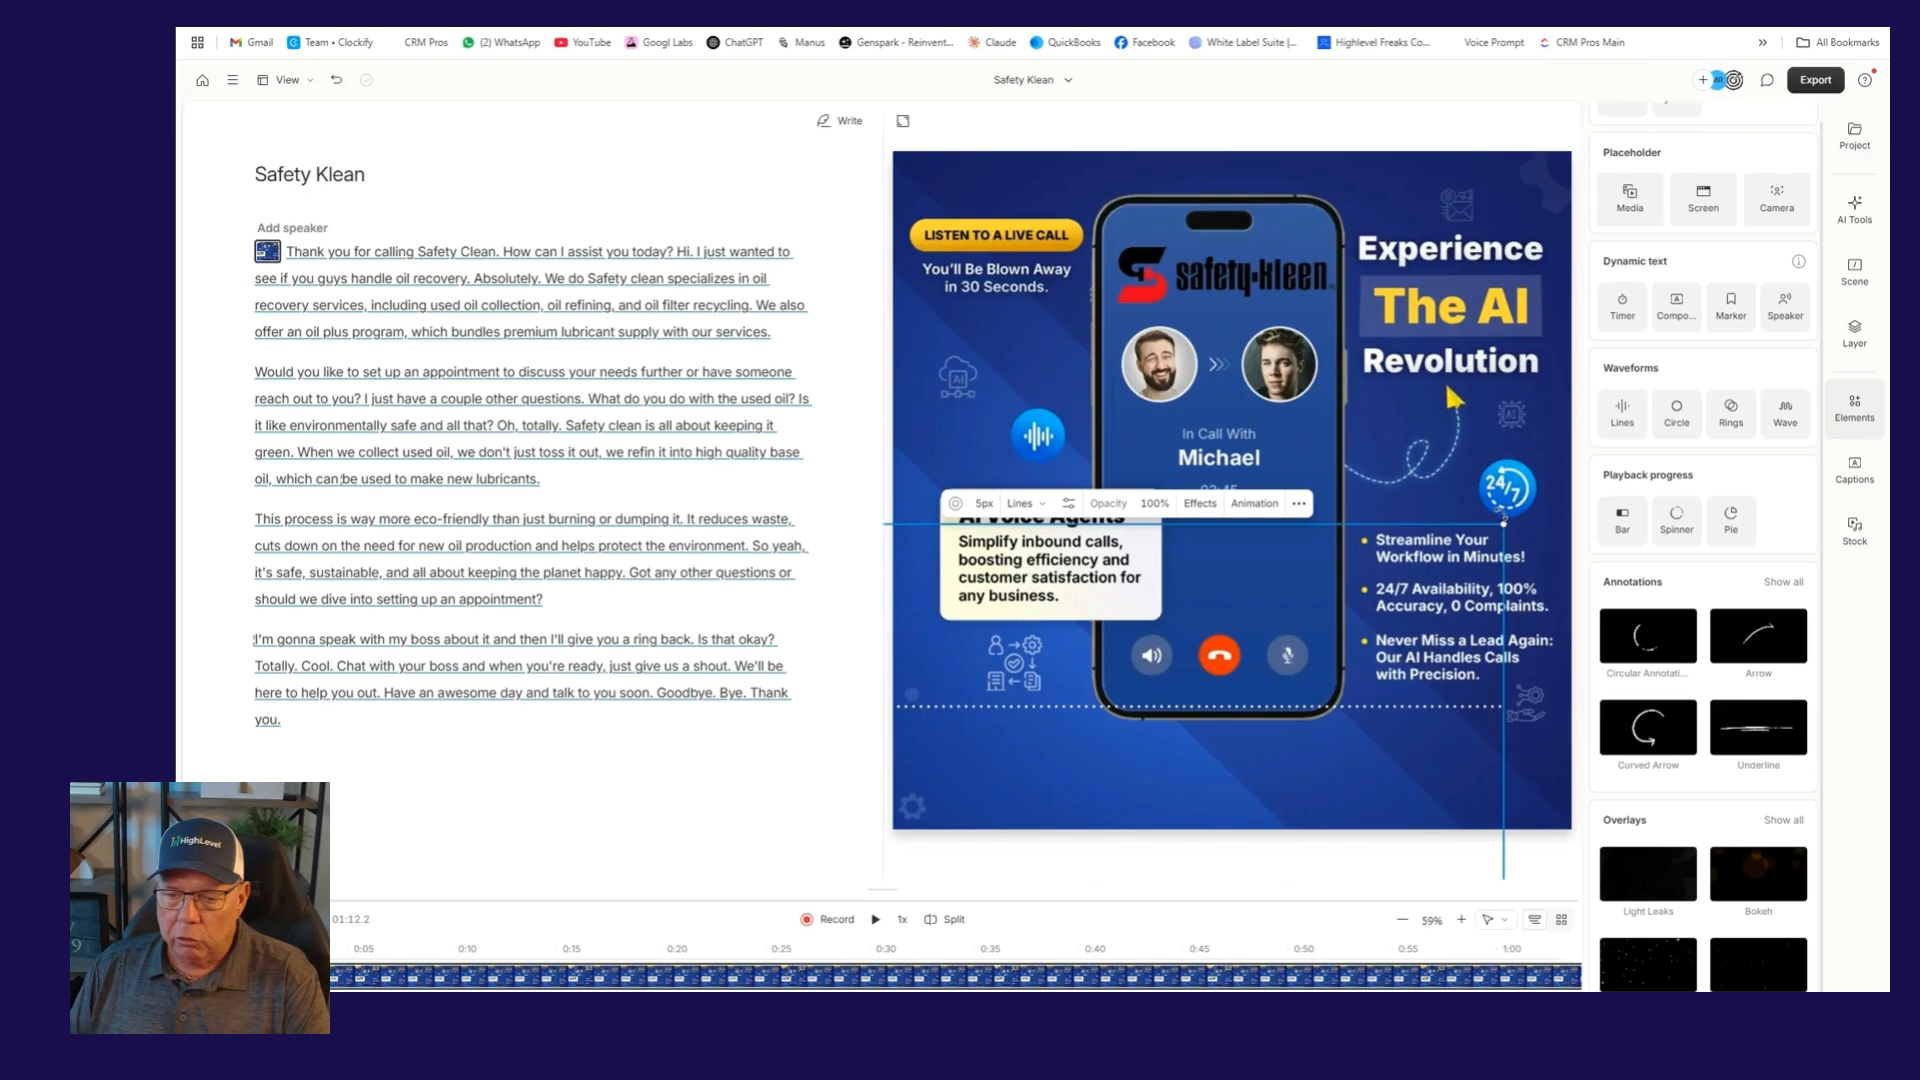 Gmail
Team • Clockify
CRM Pros
(2) WhatsApp
YouTube
Googl Labs
ChatGPT
Manus
Genspark - Reinvent...
Claude
QuickBooks
Facebook
White Label Suite |...
Highlevel Freaks Co...
Voice Prompt
CRM Pros Main
»
All Bookmarks
View
Safety Klean
Export
Write
Safety Klean
Add speaker
Thank you for calling Safety Clean. How can I assist you today? Hi. I just wanted to
see if you guys handle oil recovery. Absolutely. We do Safety clean specializes in oil
recovery services, including used oil collection, oil refining, and oil filter recycling. We also
offer an oil plus program, which bundles premium lubricant supply with our services.
Would you like to set up an appointment to discuss your needs further or have someone
reach out to you? I just have a couple other questions. What do you do with the used oil? Is
it like environmentally safe and all that? Oh, totally. Safety clean is all about keeping it
green. When we collect used oil, we don't just toss it out, we refin it into high quality base
oil, which can be used to make new lubricants.
This process is way more eco-friendly than just burning or dumping it. It reduces waste,
cuts down on the need for new oil production and helps protect the environment. So yeah,
it's safe, sustainable, and all about keeping the planet happy. Got any other questions or
should we dive into setting up an appointment?
I'm gonna speak with my boss about it and then I'll give you a ring back. Is that okay?
Totally. Cool. Chat with your boss and when you're ready, just give us a shout. We'll be
here to help you out. Have an awesome day and talk to you soon. Goodbye. Bye. Thank
you.
LISTEN TO A LIVE CALL
You'll Be Blown Away
in 30 Seconds.
AI
safety-kleen
In Call With
Michael
02:45
Experience
The AI
Revolution
AI
24/7
5px
Lines
Opacity
100%
Effects
Animation
AI Voice Agents
Simplify inbound calls,
boosting efficiency and
customer satisfaction for
any business.
• Streamline Your
Workflow in Minutes!
• 24/7 Availability, 100%
Accuracy, 0 Complaints.
• Never Miss a Lead Again:
Our AI Handles Calls
with Precision.
Placeholder
Media
Screen
Camera
Dynamic text
Timer
Compo...
Marker
Speaker
Waveforms
Lines
Circle
Rings
Wave
Playback progress
Bar
Spinner
Pie
Annotations
Show all
Circular Annotati...
Arrow
Curved Arrow
Underline
Overlays
Show all
Light Leaks
Bokeh
Project
AI Tools
Scene
Layer
Elements
Captions
Stock
HighLevel
01:12.2
Record
1x
Split
59%
0:05
0:10
0:15
0:20
0:25
0:30
0:35
0:40
0:45
0:50
0:55
1:00